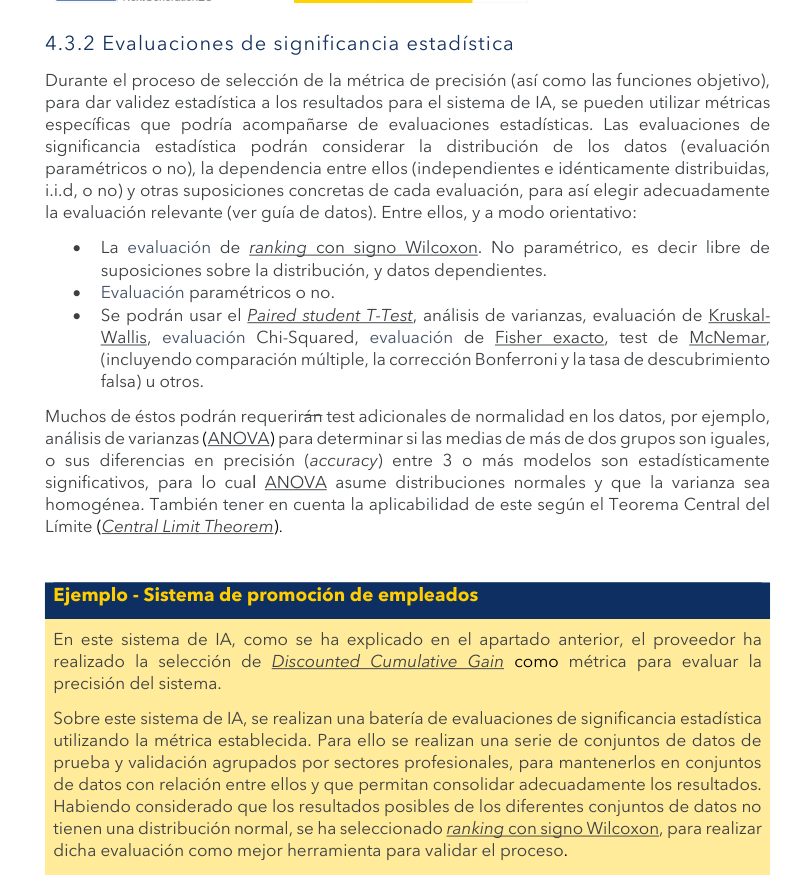 4.3.2 Evaluaciones de significancia estadística
Durante el proceso de selección de la métrica de precisión (así como las funciones objetivo),
para dar validez estadística a los resultados para el sistema de IA, se pueden utilizar métricas
específicas que podría acompañarse de evaluaciones estadísticas. Las evaluaciones de
significancia estadística podrán considerar la distribución de los datos (evaluación
paramétricos o no), la dependencia entre ellos (independientes e idénticamente distribuidas,
i.i.d, o no) y otras suposiciones concretas de cada evaluación, para así elegir adecuadamente
la evaluación relevante (ver guía de datos). Entre ellos, y a modo orientativo:
• La evaluación de ranking con signo Wilcoxon. No paramétrico, es decir libre de
suposiciones sobre la distribución, y datos dependientes.
• Evaluación paramétricos o no.
• Se podrán usar el Paired student T-Test, análisis de varianzas, evaluación de Kruskal-
Wallis, evaluación Chi-Squared, evaluación de Fisher exacto, test de McNemar,
(incluyendo comparación múltiple, la corrección Bonferroni y la tasa de descubrimiento
falsa) u otros.
Muchos de éstos podrán requerirán test adicionales de normalidad en los datos, por ejemplo,
análisis de varianzas (ANOVA) para determinar si las medias de más de dos grupos son iguales,
o sus diferencias en precisión (accuracy) entre 3 o más modelos son estadísticamente
significativos, para lo cual ANOVA asume distribuciones normales y que la varianza sea
homogénea. También tener en cuenta la aplicabilidad de este según el Teorema Central del
Límite (Central Limit Theorem).
Ejemplo - Sistema de promoción de empleados
En este sistema de IA, como se ha explicado en el apartado anterior, el proveedor ha
realizado la selección de Discounted Cumulative Gain como métrica para evaluar la
precisión del sistema.
Sobre este sistema de IA, se realizan una batería de evaluaciones de significancia estadística
utilizando la métrica establecida. Para ello se realizan una serie de conjuntos de datos de
prueba y validación agrupados por sectores profesionales, para mantenerlos en conjuntos
de datos con relación entre ellos y que permitan consolidar adecuadamente los resultados.
Habiendo considerado que los resultados posibles de los diferentes conjuntos de datos no
tienen una distribución normal, se ha seleccionado ranking con signo Wilcoxon, para realizar
dicha evaluación como mejor herramienta para validar el proceso.